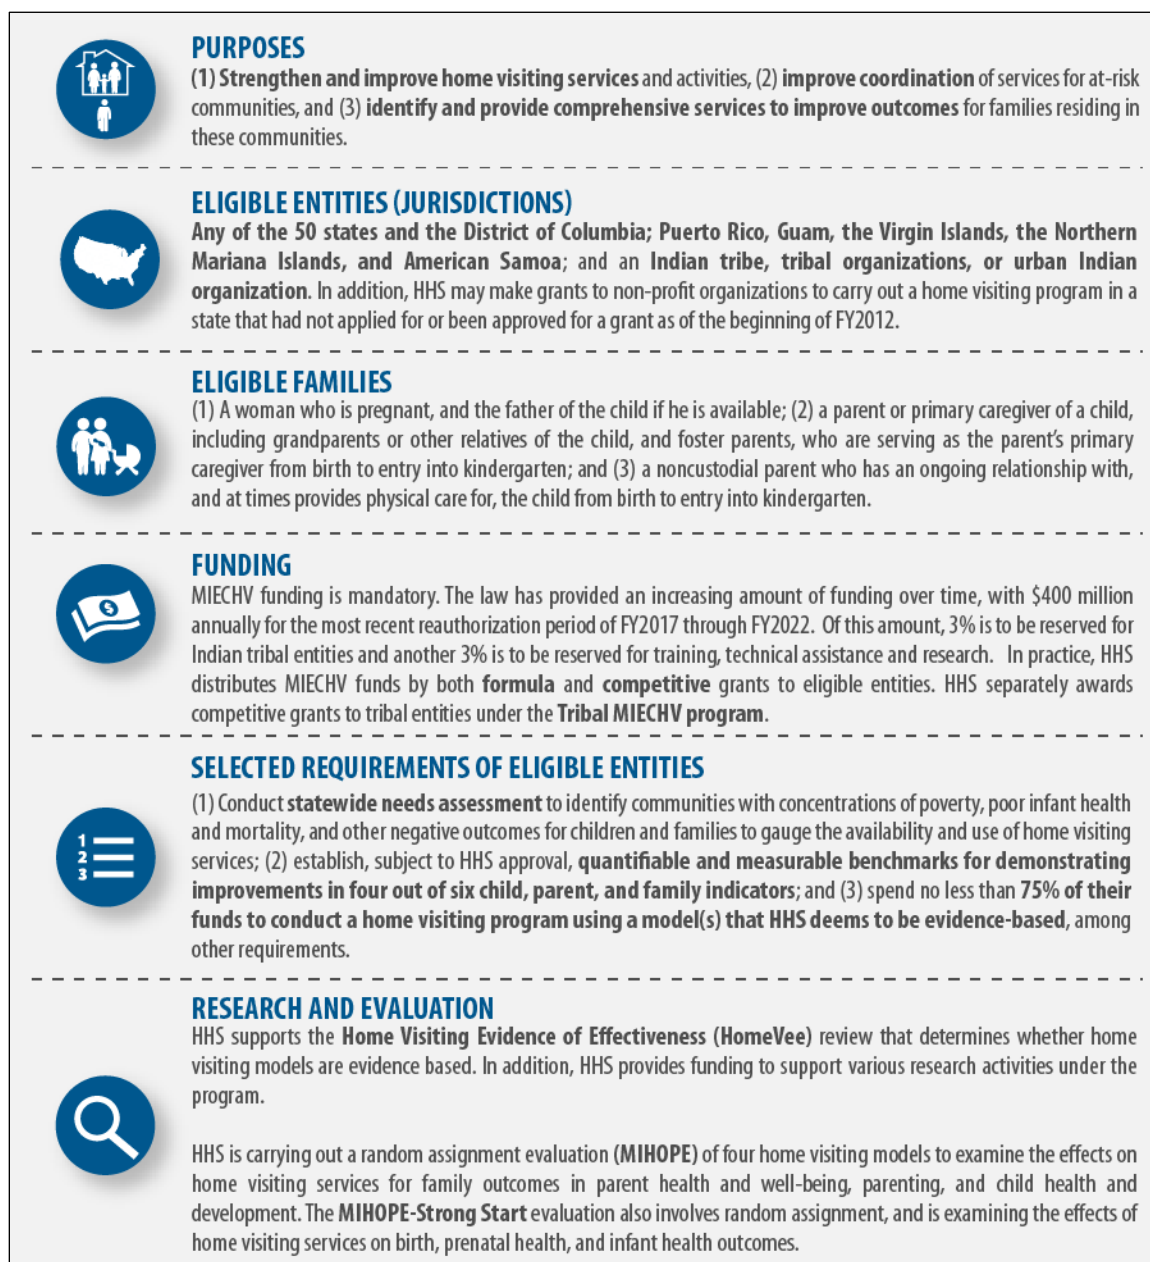 PURPOSES
(1) Strengthen and improve home visiting services and activities, (2) improve coordination of services for at-risk
communities, and (3) identify and provide comprehensive services to improve outcomes for families residing in
these communities.
ELIGIBLE ENTITIES (JURISDICTIONS)
Any of the 50 states and the District of Columbia; Puerto Rico, Guam, the Virgin Islands, the Northern
Mariana Islands, and American Samoa; and an Indian tribe, tribal organizations, or urban Indian
organization. In addition, HHS may make grants to non-profit organizations to carry out a home visiting program in a
state that had not applied for or been approved for a grant as of the beginning of FY2012.
ELIGIBLE FAMILIES
(1) A woman who is pregnant, and the father of the child if he is available; (2) a parent or primary caregiver of a child,
including grandparents or other relatives of the child, and foster parents, who are serving as the parent's primary
caregiver from birth to entry into kindergarten; and (3) a noncustodial parent who has an ongoing relationship with,
and at times provides physical care for, the child from birth to entry into kindergarten.
$
FUNDING
MIECHV funding is mandatory. The law has provided an increasing amount of funding over time, with $400 million
annually for the most recent reauthorization period of FY2017 through FY2022. Of this amount, 3% is to be reserved for
Indian tribal entities and another 3% is to be reserved for training, technical assistance and research. In practice, HHS
distributes MIECHV funds by both formula and competitive grants to eligible entities. HHS separately awards
competitive grants to tribal entities under the Tribal MIECHV program.
1
2
3
SELECTED REQUIREMENTS OF ELIGIBLE ENTITIES
(1) Conduct statewide needs assessment to identify communities with concentrations of poverty, poor infant health
and mortality, and other negative outcomes for children and families to gauge the availability and use of home visiting
services; (2) establish, subject to HHS approval, quantifiable and measurable benchmarks for demonstrating
improvements in four out of six child, parent, and family indicators; and (3) spend no less than 75% of their
funds to conduct a home visiting program using a model(s) that HHS deems to be evidence-based, among
other requirements.
RESEARCH AND EVALUATION
HHS supports the Home Visiting Evidence of Effectiveness (HomeVee) review that determines whether home
visiting models are evidence based. In addition, HHS provides funding to support various research activities under the
program.
HHS is carrying out a random assignment evaluation (MIHOPE) of four home visiting models to examine the effects on
home visiting services for family outcomes in parent health and well-being, parenting, and child health and
development. The MIHOPE-Strong Start evaluation also involves random assignment, and is examining the effects of
home visiting services on birth, prenatal health, and infant health outcomes.